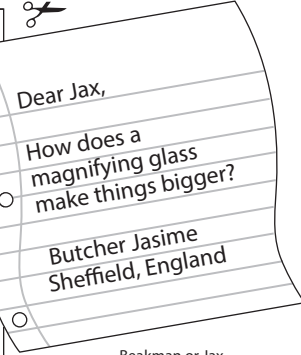 Dear Jax,
How does a
magnifying glass
make things bigger?
Butcher Jasime
Sheffield, England